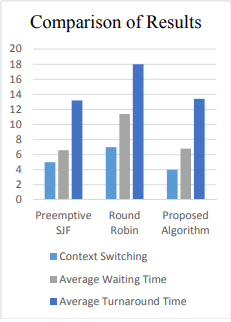 Comparison of Results
20
18
16
14
12
10
8
6
4
2
0
Preemptive SJF
Round Robin
Proposed Algorithm
Context Switching
Average Waiting Time
Average Turnaround Time